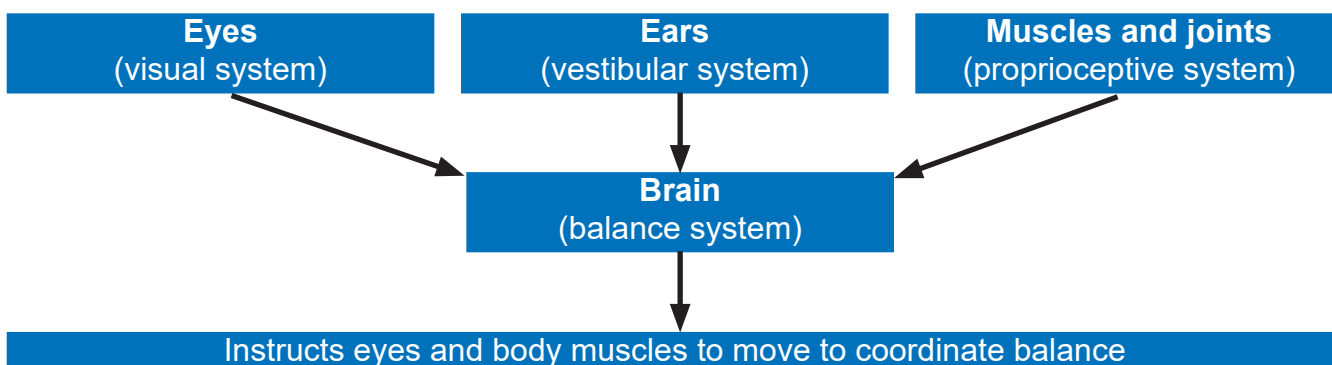 Eyes
(visual system)
Ears
(vestibular system)
Muscles and joints
(proprioceptive system)
Brain
(balance system)
Instructs eyes and body muscles to move to coordinate balance